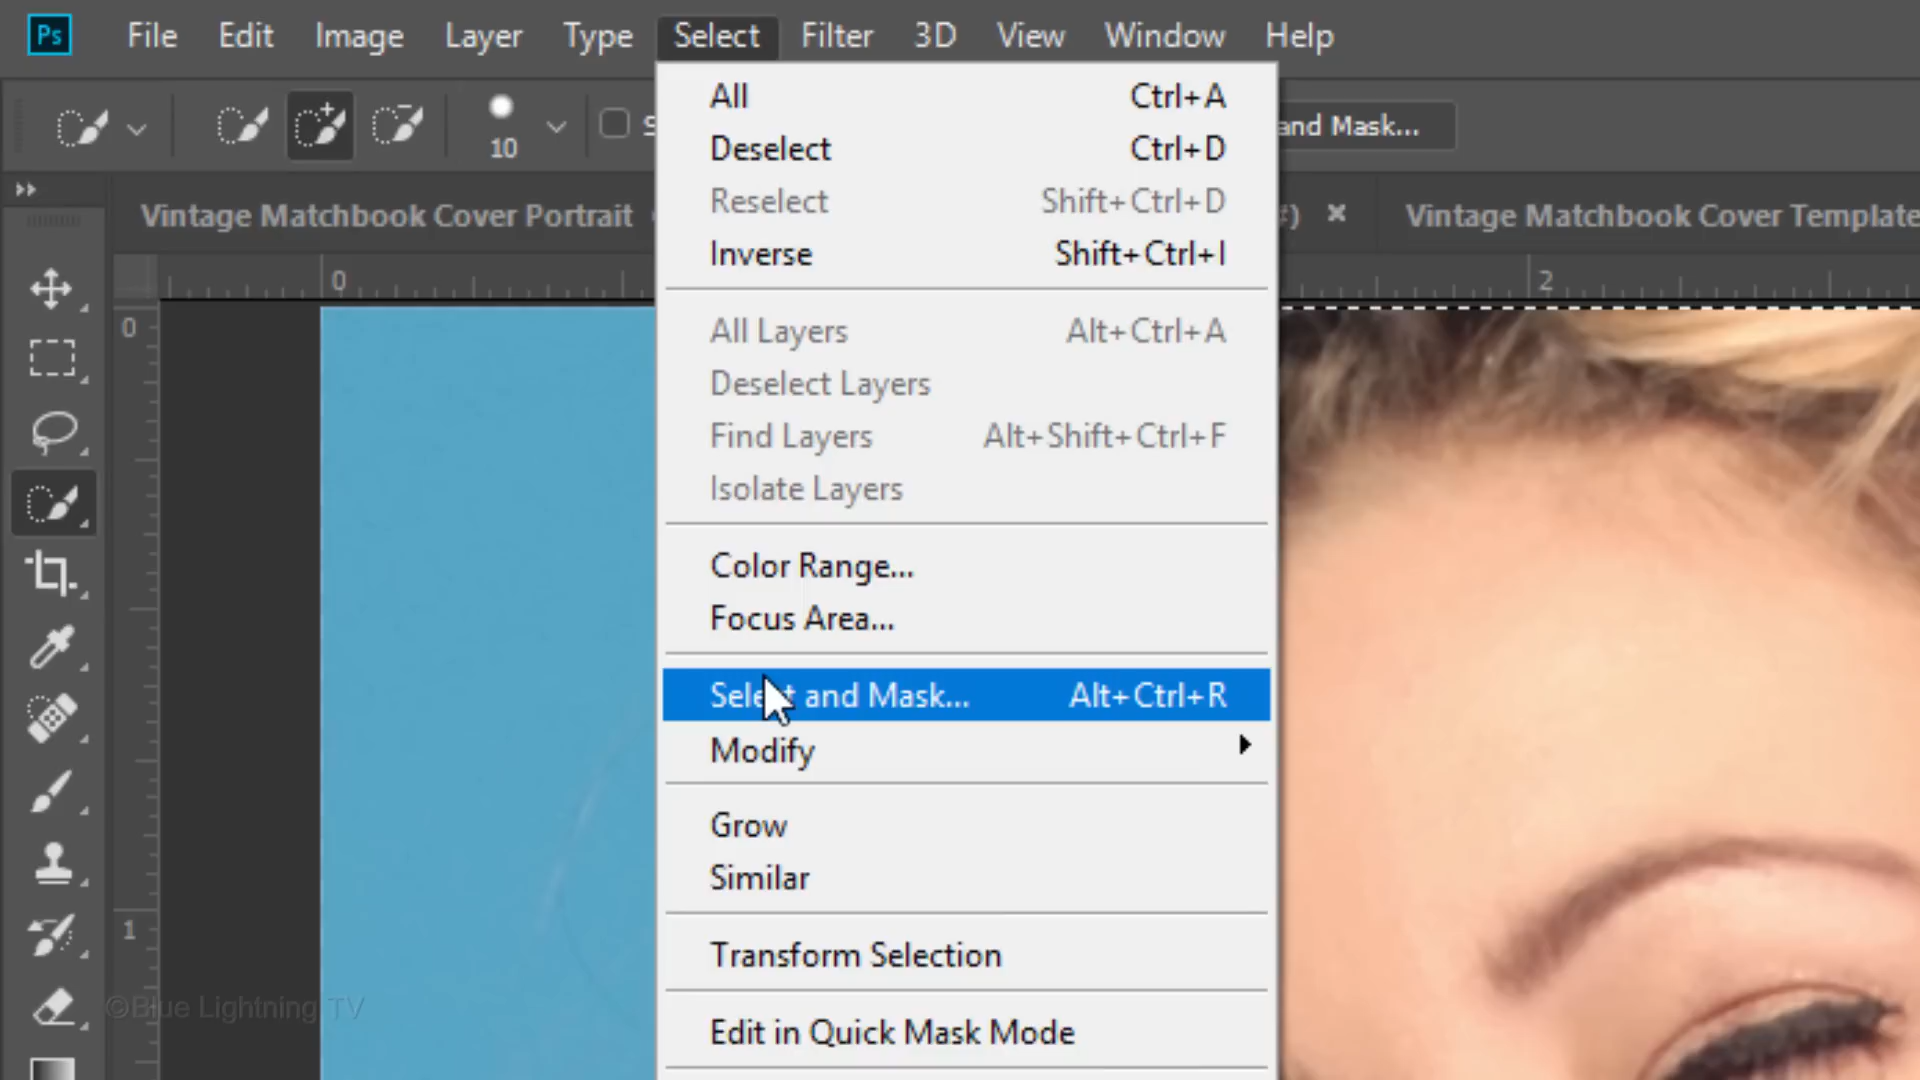 Ps File Edit Image Layer Type Select Filter 3D View Window Help
10
and Mask...
Vintage Matchbook Cover Portrait
Vintage Matchbook Cover Template
0
2
0
1
All Ctrl+A
Deselect Ctrl+D
Reselect Shift+Ctrl+D
Inverse Shift+Ctrl+I
All Layers Alt+Ctrl+A
Deselect Layers
Find Layers Alt+Shift+Ctrl+F
Isolate Layers
Color Range...
Focus Area...
Select and Mask... Alt+Ctrl+R
Modify
Grow
Similar
Transform Selection
Edit in Quick Mask Mode
©Blue Lightning TV